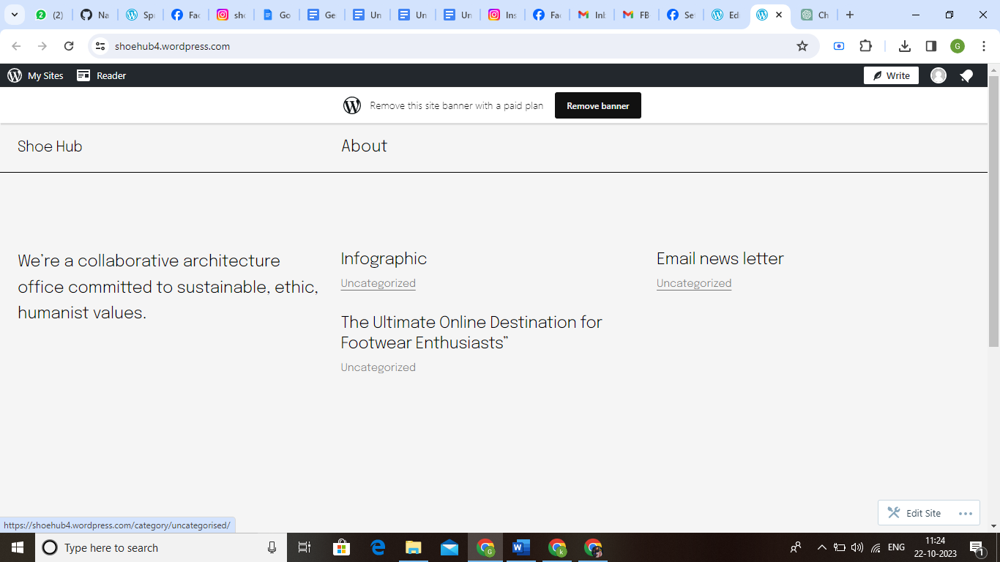 (2) Na Spr Fac sho Go Ge Un Un Un Ins Fac Inb FB Se Edi Ch
shoehub4.wordpress.com
G
My Sites Reader Write
Remove this site banner with a paid plan Remove banner
Shoe Hub About
We’re a collaborative architecture
office committed to sustainable, ethic,
humanist values.
Infographic
Uncategorized
Email news letter
Uncategorized
The Ultimate Online Destination for
Footwear Enthusiasts”
Uncategorized
Edit Site
https://shoehub4.wordpress.com/category/uncategorised/
Type here to search
ENG
11:24
22-10-2023
1